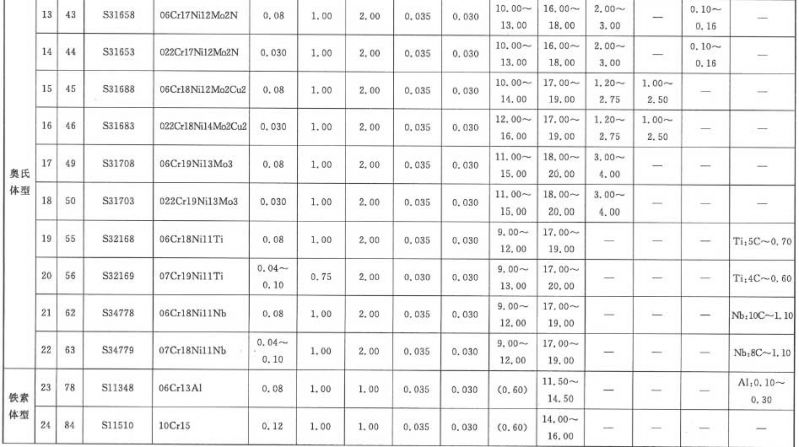 奥氏体型
13 43 S31658 06Cr17Ni12Mo2N 0.08 1.00 2.00 0.035 0.030 10.00～13.00 16.00～18.00 2.00～3.00 — 0.10～0.16 —
14 44 S31653 022Cr17Ni12Mo2N 0.030 1.00 2.00 0.035 0.030 10.00～13.00 16.00～18.00 2.00～3.00 — 0.10～0.16 —
15 45 S31688 06Cr18Ni12Mo2Cu2 0.08 1.00 2.00 0.035 0.030 10.00～14.00 17.00～19.00 1.20～2.75 1.00～2.50 — —
16 46 S31683 022Cr18Ni14Mo2Cu2 0.030 1.00 2.00 0.035 0.030 12.00～16.00 17.00～19.00 1.20～2.75 1.00～2.50 — —
17 49 S31708 06Cr19Ni13Mo3 0.08 1.00 2.00 0.035 0.030 11.00～15.00 18.00～20.00 3.00～4.00 — — —
18 50 S31703 022Cr19Ni13Mo3 0.030 1.00 2.00 0.035 0.030 11.00～15.00 18.00～20.00 3.00～4.00 — — —
19 55 S32168 06Cr18Ni11Ti 0.08 1.00 2.00 0.035 0.030 9.00～12.00 17.00～19.00 — — — Ti:5C～0.70
20 56 S32169 07Cr19Ni11Ti 0.04～0.10 0.75 2.00 0.030 0.030 9.00～13.00 17.00～20.00 — — — Ti:4C～0.60
21 62 S34778 06Cr18Ni11Nb 0.08 1.00 2.00 0.035 0.030 9.00～12.00 17.00～19.00 — — — Nb:10C～1.10
22 63 S34779 07Cr18Ni11Nb 0.04～0.10 1.00 2.00 0.035 0.030 9.00～12.00 17.00～19.00 — — — Nb:8C～1.10
铁素体型
23 78 S11348 06Cr13Al 0.08 1.00 1.00 0.035 0.030 (0.60) 11.50～14.50 — — — Al:0.10～0.30
24 84 S11510 10Cr15 0.12 1.00 1.00 0.035 0.030 (0.60) 14.00～16.00 — — — —